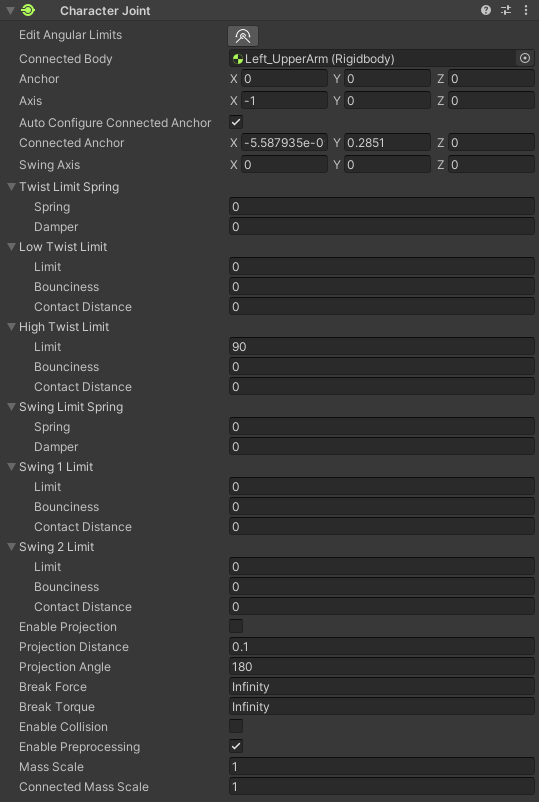 Character Joint
Edit Angular Limits
Connected Body Left_UpperArm (Rigidbody)
Anchor X 0 Y 0 Z 0
Axis X -1 Y 0 Z 0
Auto Configure Connected Anchor
Connected Anchor X -5.587935e-0 Y 0.2851 Z 0
Swing Axis X 0 Y 0 Z 0
Twist Limit Spring
Spring 0
Damper 0
Low Twist Limit
Limit 0
Bounciness 0
Contact Distance 0
High Twist Limit
Limit 90
Bounciness 0
Contact Distance 0
Swing Limit Spring
Spring 0
Damper 0
Swing 1 Limit
Limit 0
Bounciness 0
Contact Distance 0
Swing 2 Limit
Limit 0
Bounciness 0
Contact Distance 0
Enable Projection
Projection Distance 0.1
Projection Angle 180
Break Force Infinity
Break Torque Infinity
Enable Collision
Enable Preprocessing
Mass Scale 1
Connected Mass Scale 1